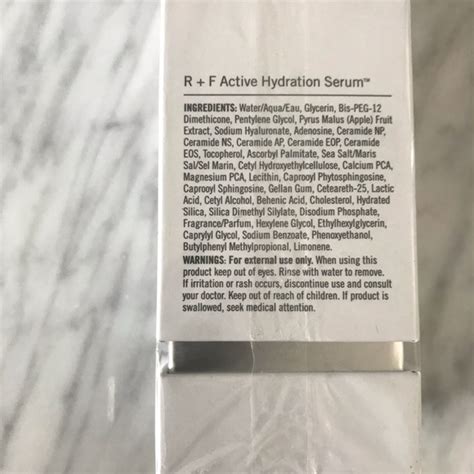 R + F Active Hydration Serum™
INGREDIENTS: Water/Aqua/Eau, Glycerin, Bis-PEG-12
Dimethicone, Pentylene Glycol, Pyrus Malus (Apple) Fruit
Extract, Sodium Hyaluronate, Adenosine, Ceramide NP,
Ceramide NS, Ceramide AP, Ceramide EOP, Ceramide
EOS, Tocopherol, Ascorbyl Palmitate, Sea Salt/Maris
Sal/Sel Marin, Cetyl Hydroxyethylcellulose, Calcium PCA,
Magnesium PCA, Lecithin, Caprooyl Phytosphingosine,
Caprooyl Sphingosine, Gellan Gum, Ceteareth-25, Lactic
Acid, Cetyl Alcohol, Behenic Acid, Cholesterol, Hydrated
Silica, Silica Dimethyl Silylate, Disodium Phosphate,
Fragrance/Parfum, Hexylene Glycol, Ethylhexylglycerin,
Caprylyl Glycol, Sodium Benzoate, Phenoxyethanol,
Butylphenyl Methylpropional, Limonene.
WARNINGS: For external use only. When using this
product keep out of eyes. Rinse with water to remove.
If irritation or rash occurs, discontinue use and consult
your doctor. Keep out of reach of children. If product is
swallowed, seek medical attention.